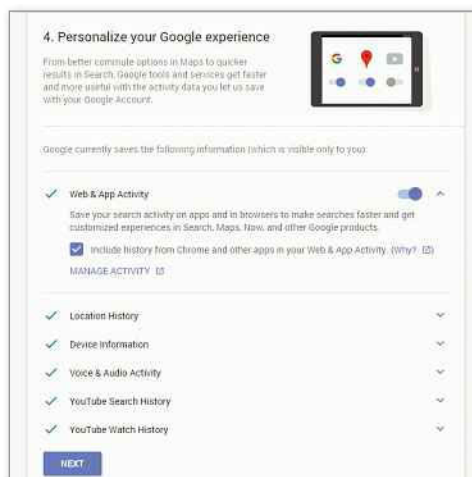 4. Personalize your Google experience
From better commute options in Maps to quicker
results in Search, Google tools and services get faster
and more useful with the activity data you let us save
with your Google Account.
G
Google currently saves the following information (which is visible only to you):
Web & App Activity
Save your search activity on apps and in browsers to make searches faster and get
customized experiences in Search, Maps, Now, and other Google products.
Include history from Chrome and other apps in your Web & App Activity. (Why?
MANAGE ACTIVITY
Location History
Device Information
Voice & Audio Activity
YouTube Search History
YouTube Watch History
NEXT